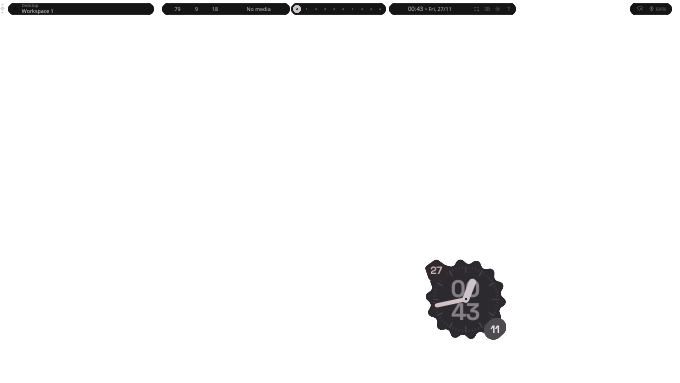 Desktop
Workspace 1
79 9 18 No media
00:43 • Fri, 27/11
27
00
43
11